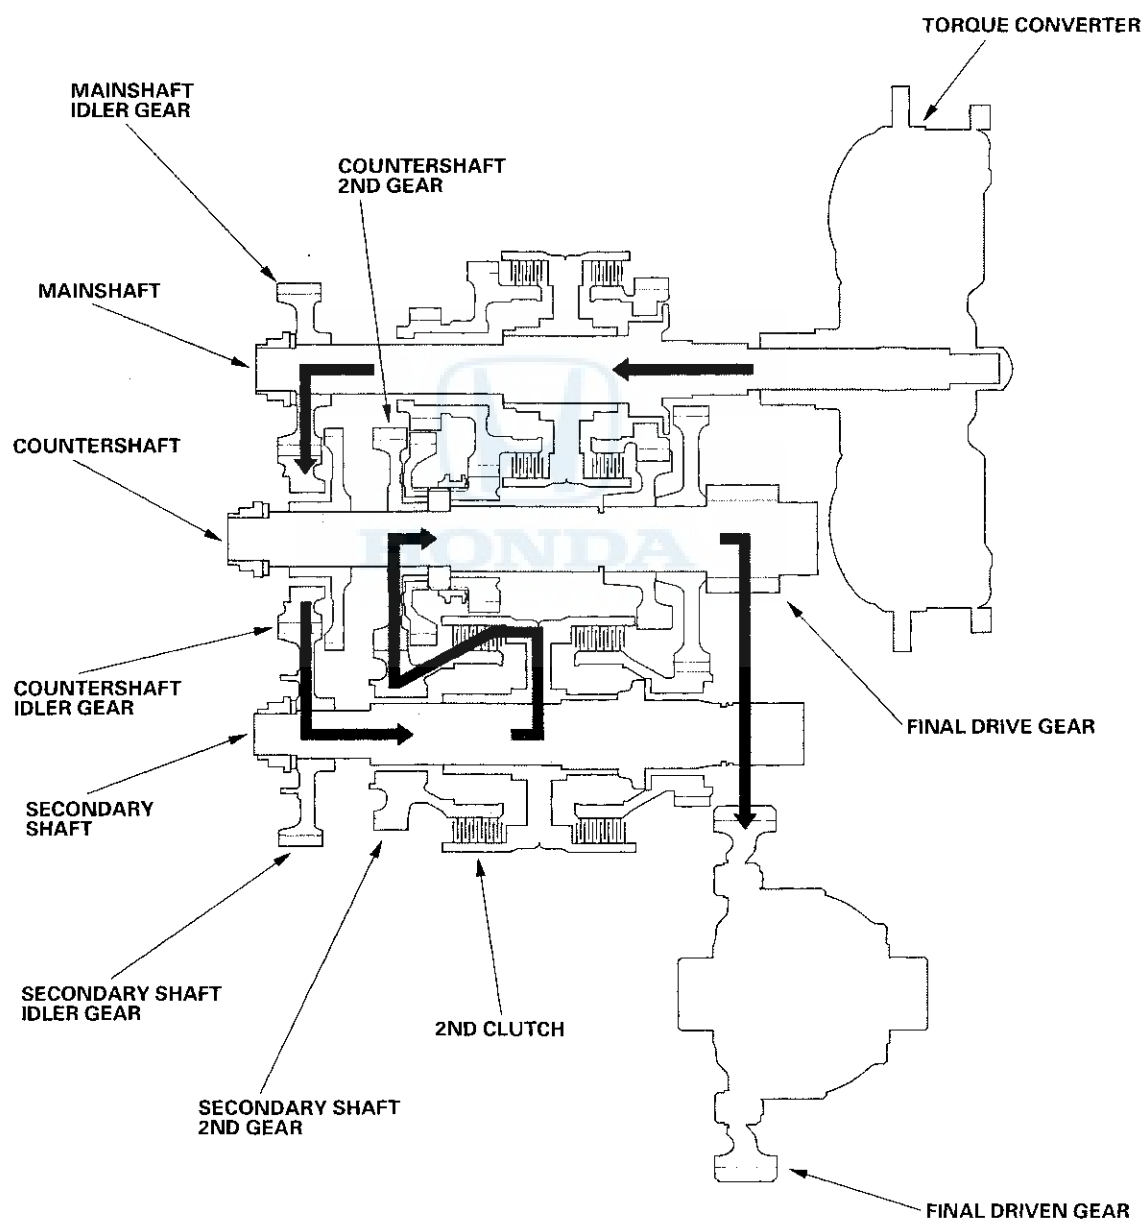 TORQUE CONVERTER
MAINSHAFT
IDLER GEAR
COUNTERSHAFT
2ND GEAR
MAINSHAFT
COUNTERSHAFT
HONDA
COUNTERSHAFT
IDLER GEAR
FINAL DRIVE GEAR
SECONDARY
SHAFT
SECONDARY SHAFT
IDLER GEAR
2ND CLUTCH
SECONDARY SHAFT
2ND GEAR
FINAL DRIVEN GEAR